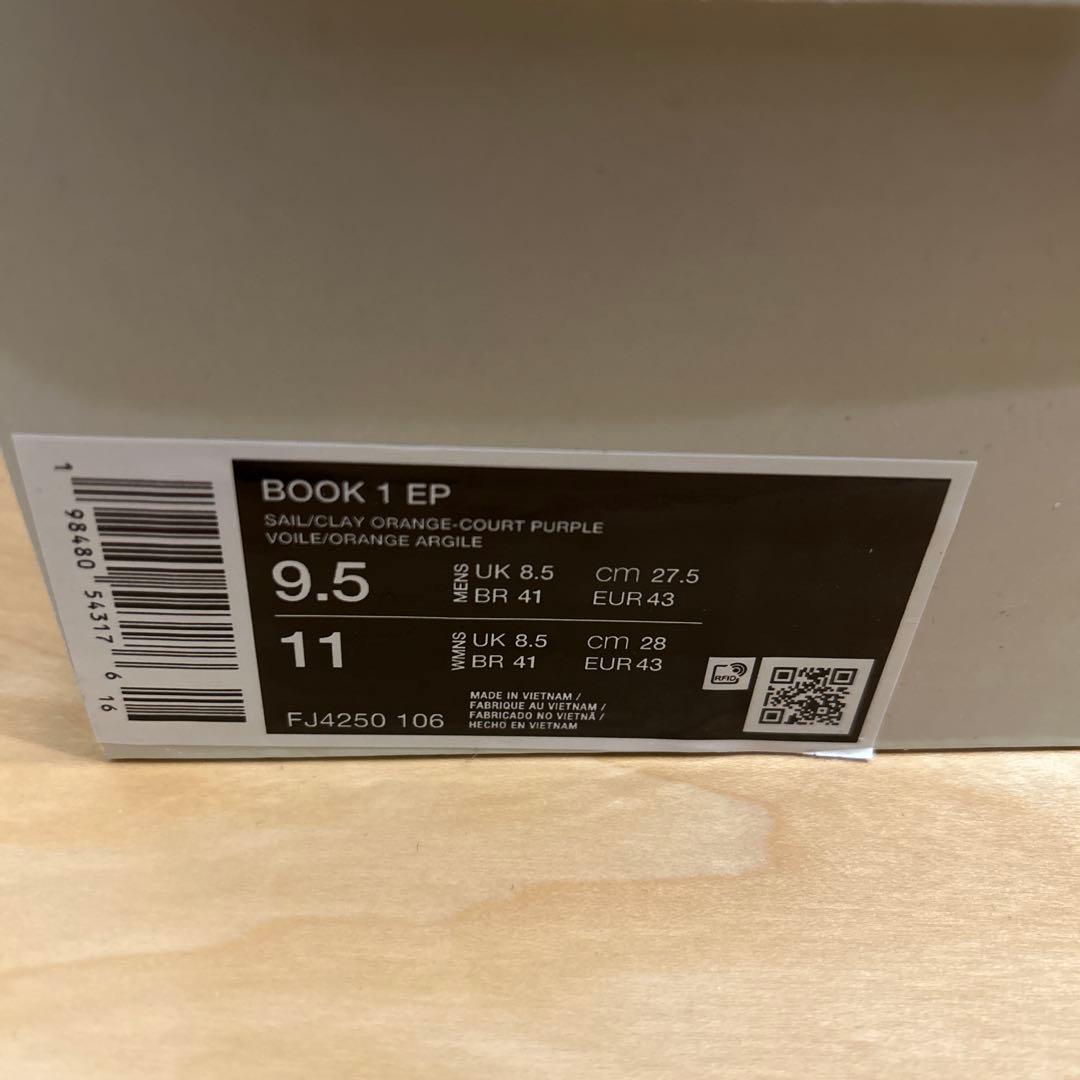 1 98480 54317 6 16
BOOK 1 EP
SAIL/CLAY ORANGE-COURT PURPLE
VOILE/ORANGE ARGILE
9.5
MENS
UK 8.5 cm 27.5
BR 41 EUR 43
11
WMNS
UK 8.5 cm 28
BR 41 EUR 43
FJ4250 106
MADE IN VIETNAM /
FABRIQUE AU VIETNAM /
FABRICADO NO VIETNÃ /
HECHO EN VIETNAM
RFID